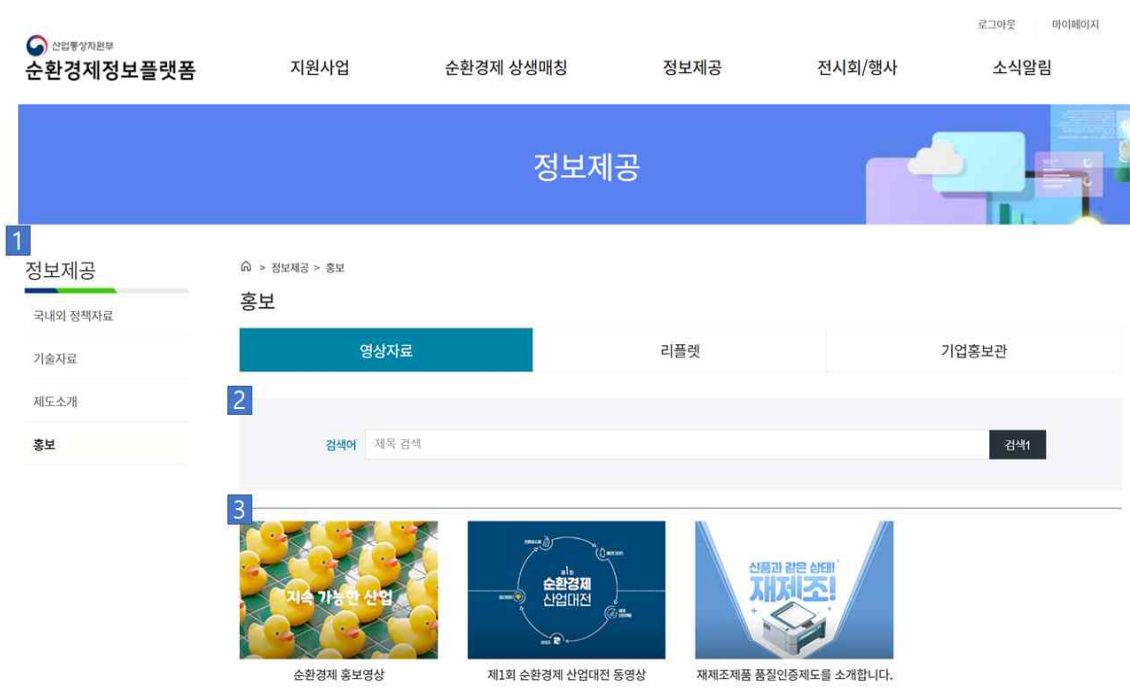 로그아웃 마이페이지
산업통상자원부
순환경제정보플랫폼 지원사업 순환경제 상생매칭 정보제공 전시회/행사 소식알림
정보제공
1
정보제공
국내외 정책자료
기술자료
제도소개
홍보
> 정보제공 > 홍보
홍보
영상자료 리플렛 기업홍보관
2
검색어 제목 검색 검색1
3
지속 가능한 산업
제1회
순환경제
산업대전
신품과 같은 상태!
재제조!
순환경제 홍보영상 제1회 순환경제 산업대전 동영상 재제조제품 품질인증제도를 소개합니다.